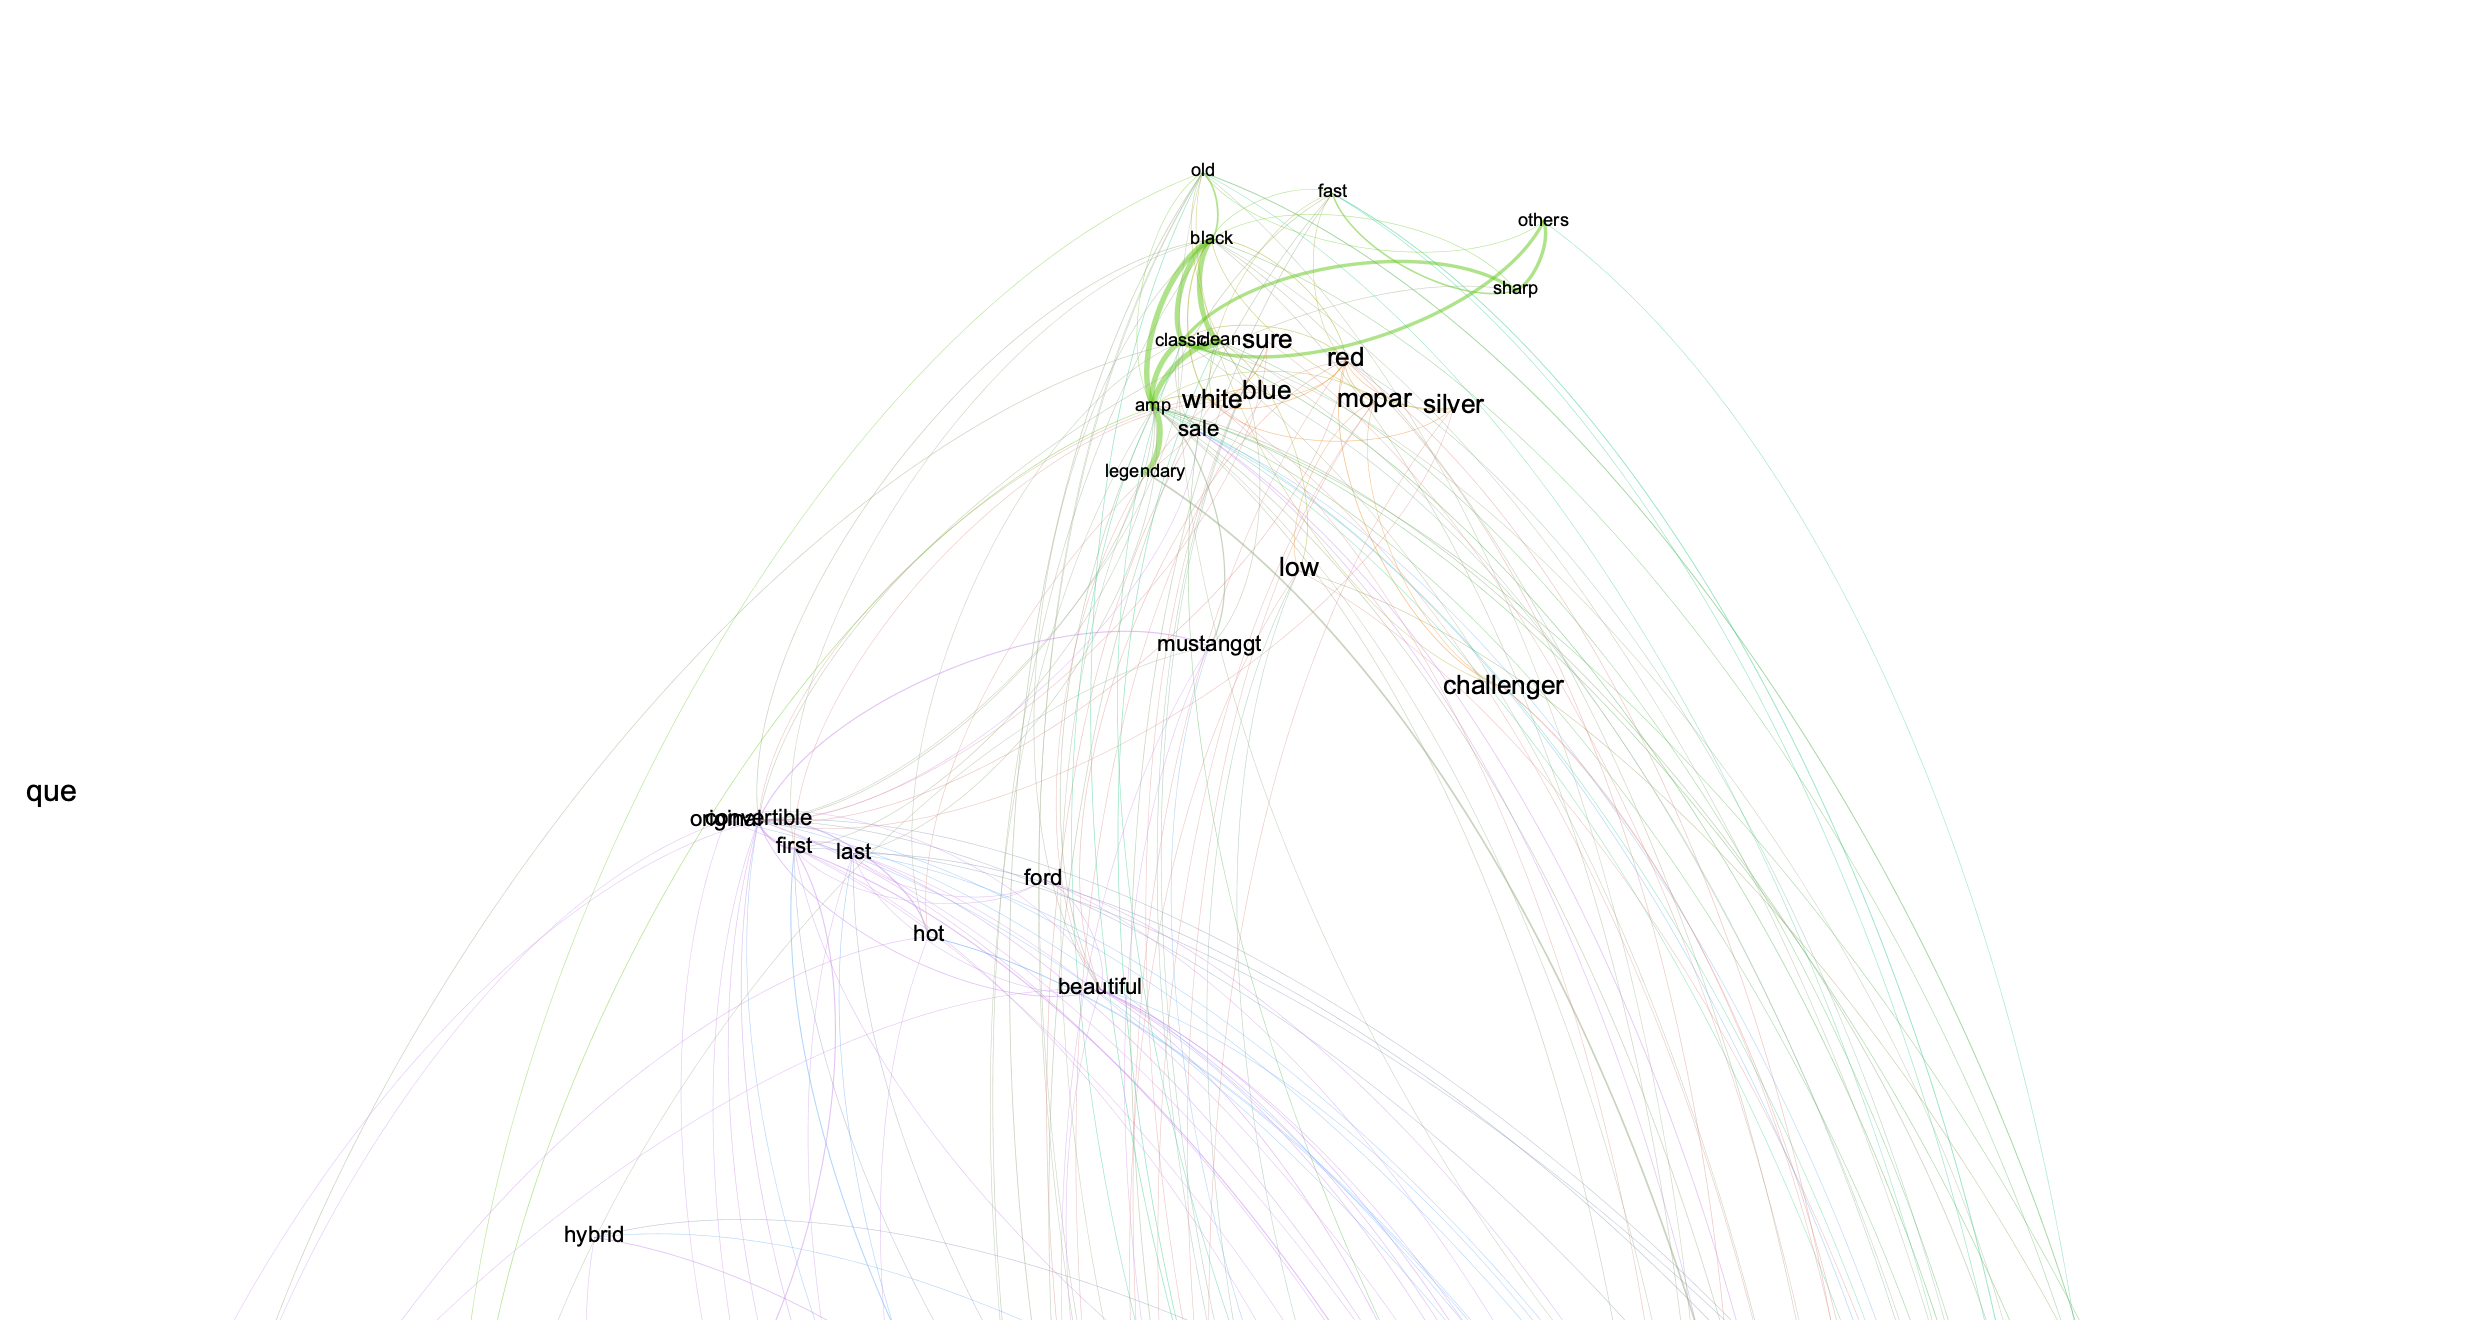 old
fast
others
black
sharp
classic
clean
sure
red
white
blue
mopar
silver
amp
sale
legendary
low
mustanggt
challenger
que
original
convertible
first
last
ford
hot
beautiful
hybrid